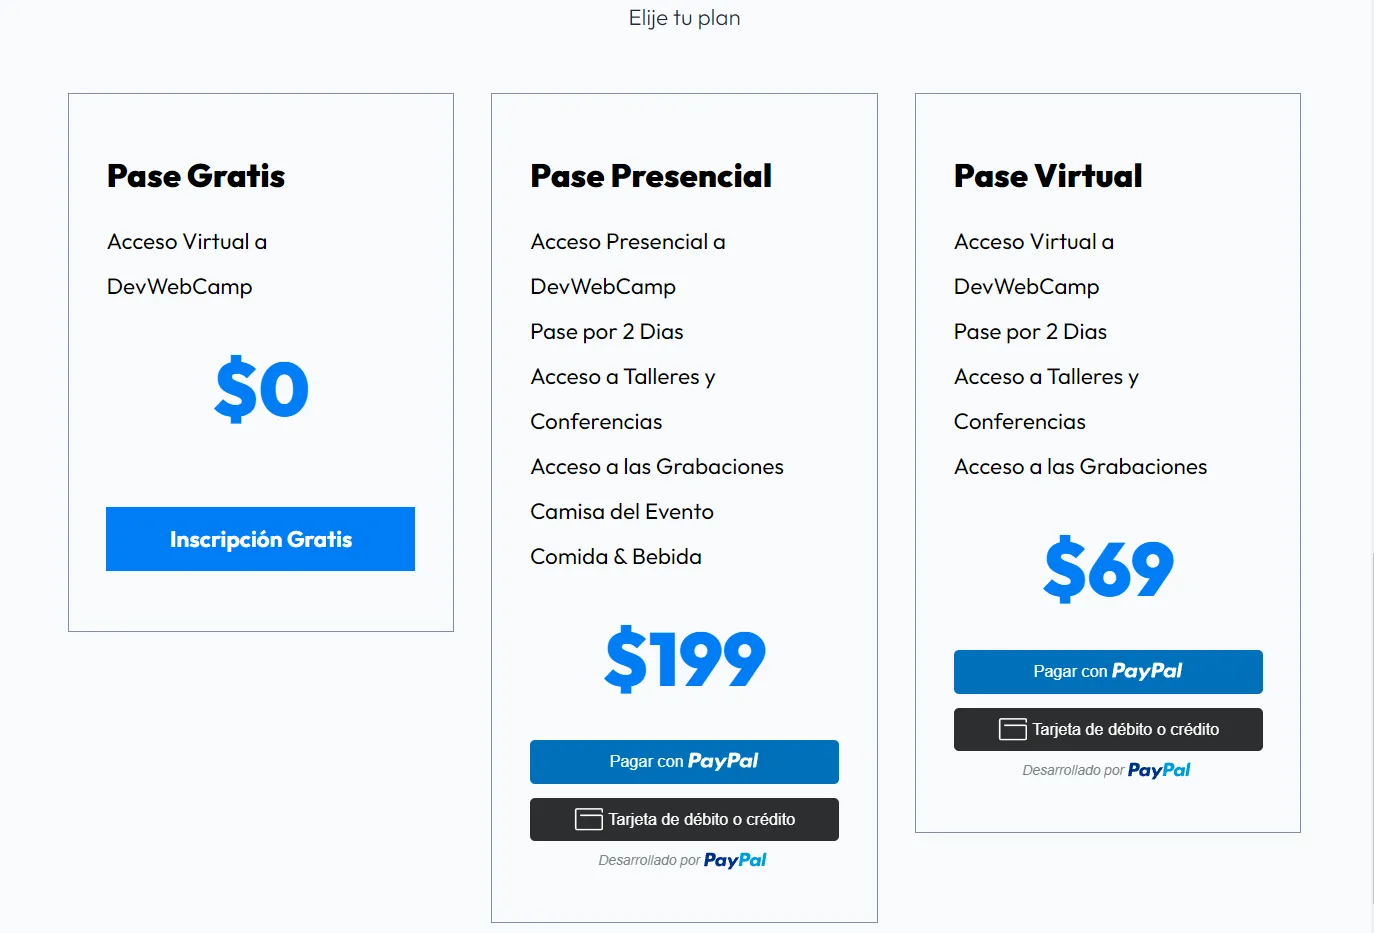 Elije tu plan
Pase Gratis
Acceso Virtual a
DevWebCamp
$0
Inscripción Gratis
Pase Presencial
Acceso Presencial a
DevWebCamp
Pase por 2 Dias
Acceso a Talleres y
Conferencias
Acceso a las Grabaciones
Camisa del Evento
Comida & Bebida
$199
Pagar con PayPal
Tarjeta de débito o crédito
Desarrollado por PayPal
Pase Virtual
Acceso Virtual a
DevWebCamp
Pase por 2 Dias
Acceso a Talleres y
Conferencias
Acceso a las Grabaciones
$69
Pagar con PayPal
Tarjeta de débito o crédito
Desarrollado por PayPal